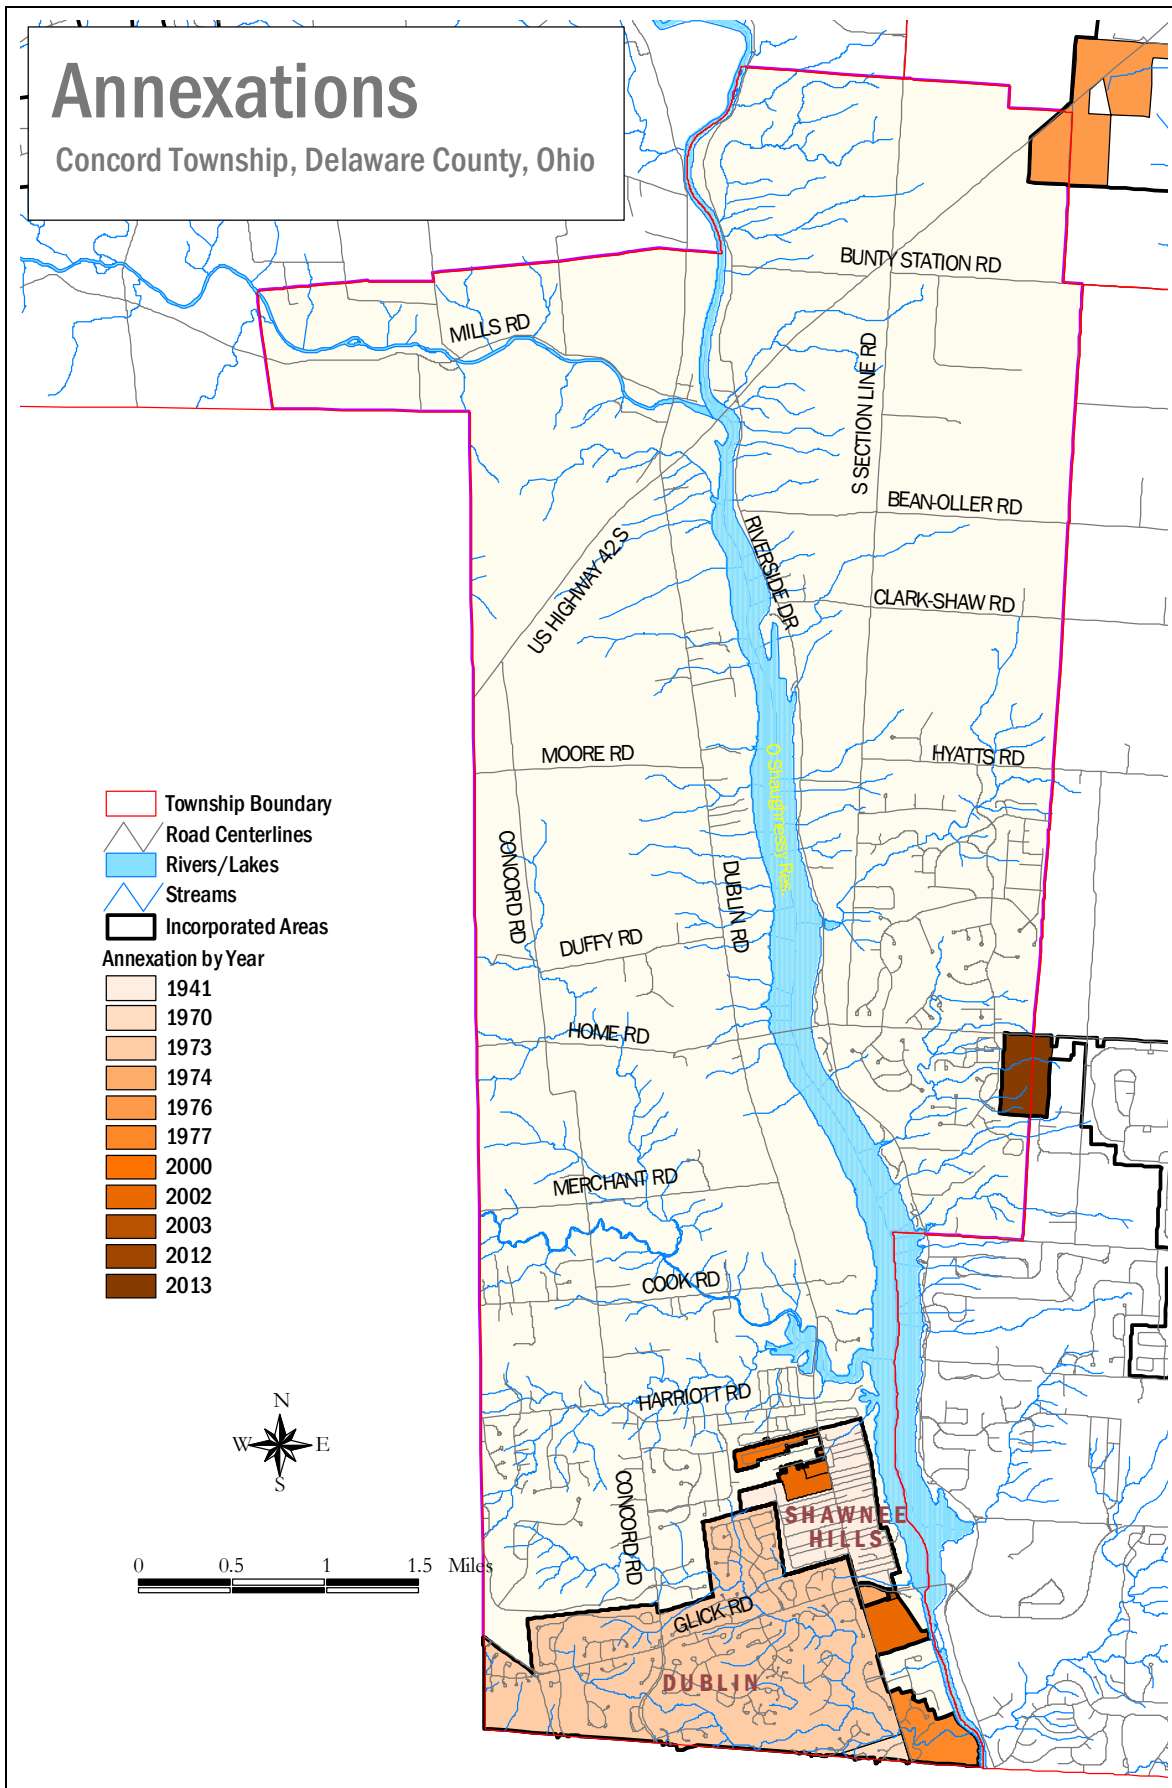 Annexations
Concord Township, Delaware County, Ohio
BUNTY STATION RD
MILLS RD
S SECTION LINE RD
BEAN-OLLER RD
RIVERSIDE DR
US HIGHWAY 42 S
CLARK-SHAW RD
MOORE RD
HYATTS RD
O Shaughnessy Res.
Township Boundary
Road Centerlines
Rivers/Lakes
Streams
Incorporated Areas
Annexation by Year
1941
1970
1973
1974
1976
1977
2000
2002
2003
2012
2013
CONCORD RD
DUBLIN RD
DUFFY RD
HOME RD
MERCHANT RD
COOK RD
HARRIOTT RD
N
W E
S
CONCORD RD
SHAWNEE
HILLS
0 0.5 1 1.5 Miles
GLICK RD
DUBLIN